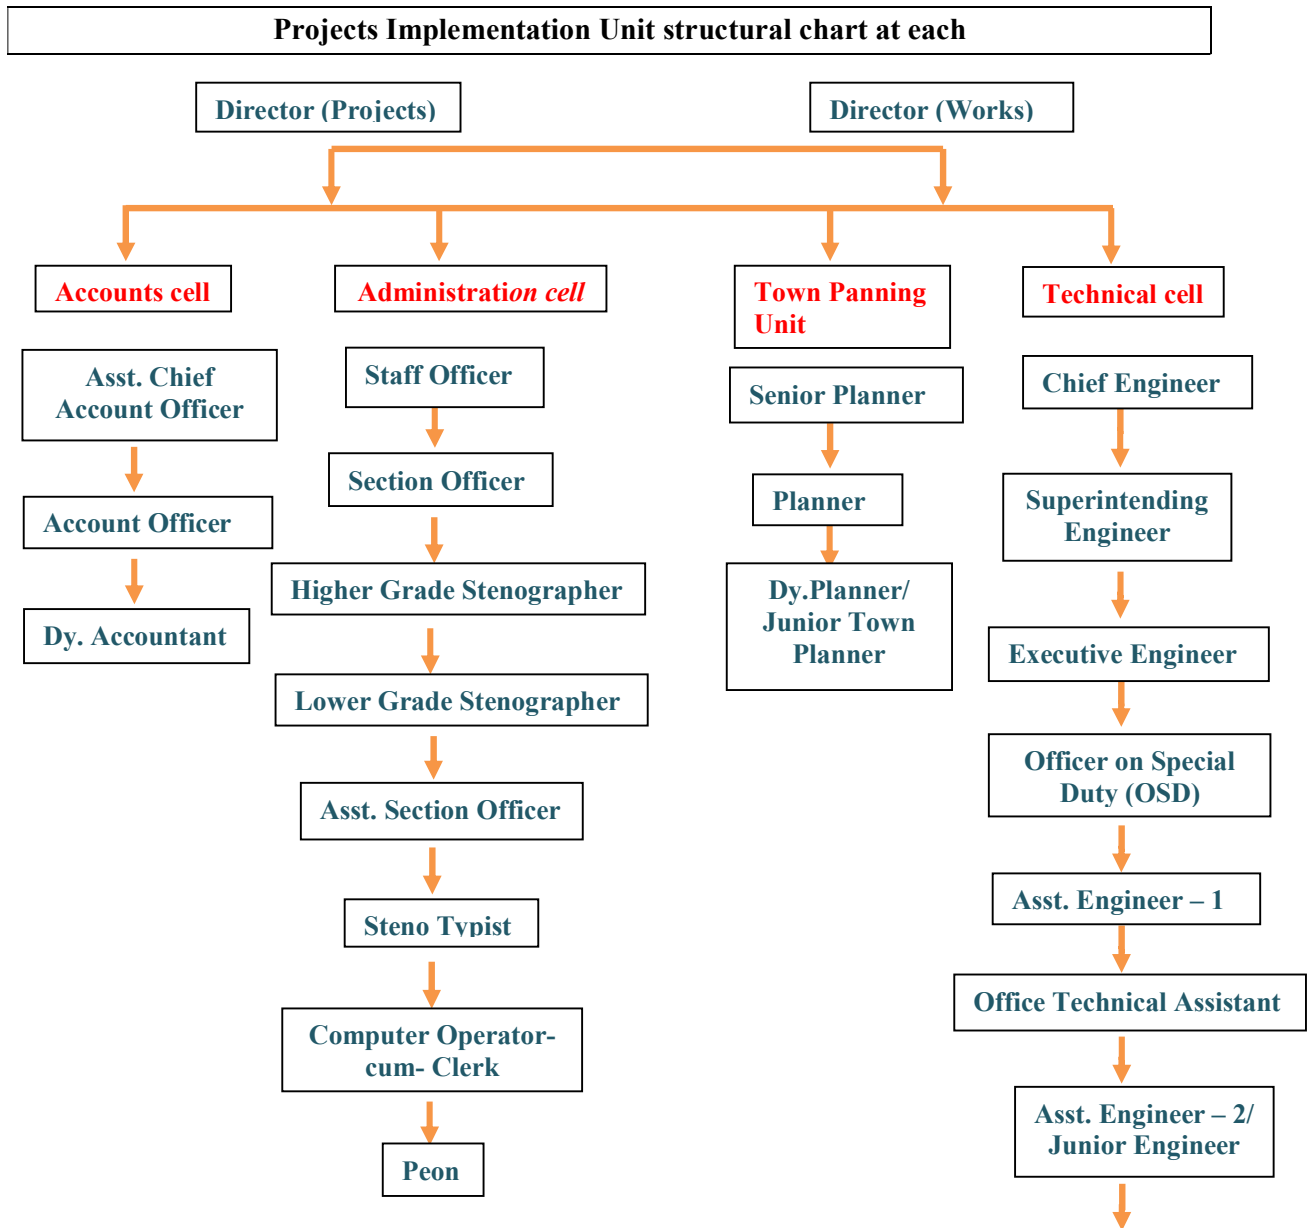 Projects Implementation Unit structural chart at each
Director (Projects)
Director (Works)
Accounts cell
Administration cell
Town Panning
Unit
Technical cell
Asst. Chief
Account Officer
Account Officer
Dy. Accountant
Staff Officer
Section Officer
Higher Grade Stenographer
Lower Grade Stenographer
Asst. Section Officer
Steno Typist
Computer Operator-
cum- Clerk
Peon
Senior Planner
Planner
Dy.Planner/
Junior Town
Planner
Chief Engineer
Superintending
Engineer
Executive Engineer
Officer on Special
Duty (OSD)
Asst. Engineer – 1
Office Technical Assistant
Asst. Engineer – 2/
Junior Engineer